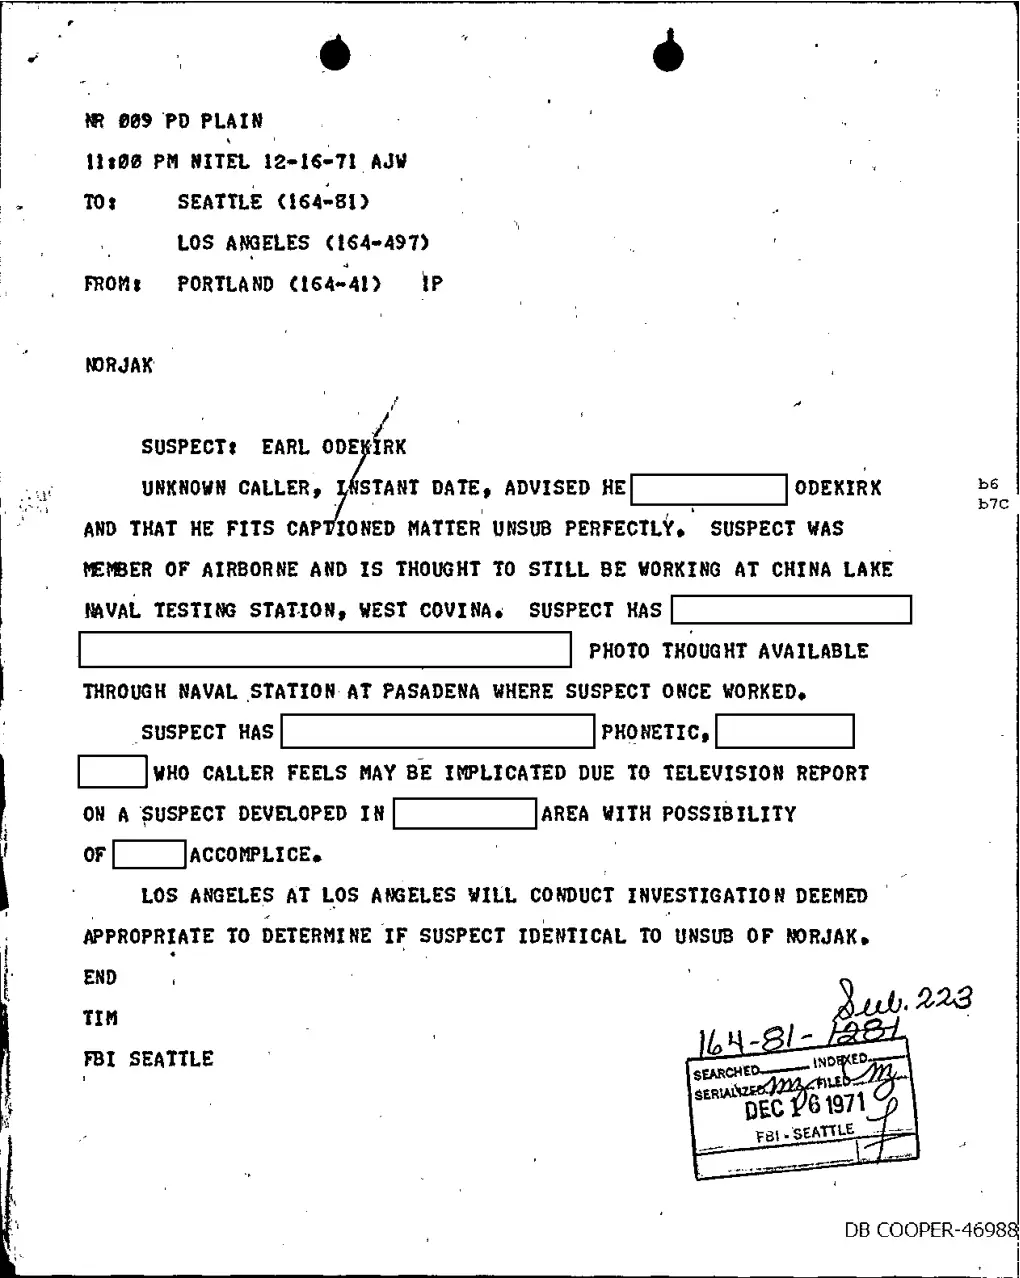 NR 009 PD PLAIN
11:00 PM NITEL 12-16-71 AJW
TO: SEATTLE (164-81)
LOS ANGELES (164-497)
FROM: PORTLAND (164-41) 1P
NORJAK
SUSPECT: EARL ODEKIRK
UNKNOWN CALLER, INSTANT DATE, ADVISED HE ODEKIRK
b6
b7C
AND THAT HE FITS CAPTIONED MATTER UNSUB PERFECTLY. SUSPECT WAS
MEMBER OF AIRBORNE AND IS THOUGHT TO STILL BE WORKING AT CHINA LAKE
NAVAL TESTING STATION, WEST COVINA. SUSPECT HAS
PHOTO THOUGHT AVAILABLE
THROUGH NAVAL STATION AT PASADENA WHERE SUSPECT ONCE WORKED.
SUSPECT HAS PHONETIC,
WHO CALLER FEELS MAY BE IMPLICATED DUE TO TELEVISION REPORT
ON A SUSPECT DEVELOPED IN AREA WITH POSSIBILITY
OF ACCOMPLICE.
LOS ANGELES AT LOS ANGELES WILL CONDUCT INVESTIGATION DEEMED
APPROPRIATE TO DETERMINE IF SUSPECT IDENTICAL TO UNSUB OF NORJAK.
END
TIM
FBI SEATTLE
Sub. 223
164-81-1281
SEARCHED INDEXED
SERIALIZED FILED
DEC 16 1971
FBI - SEATTLE
DB COOPER-46988